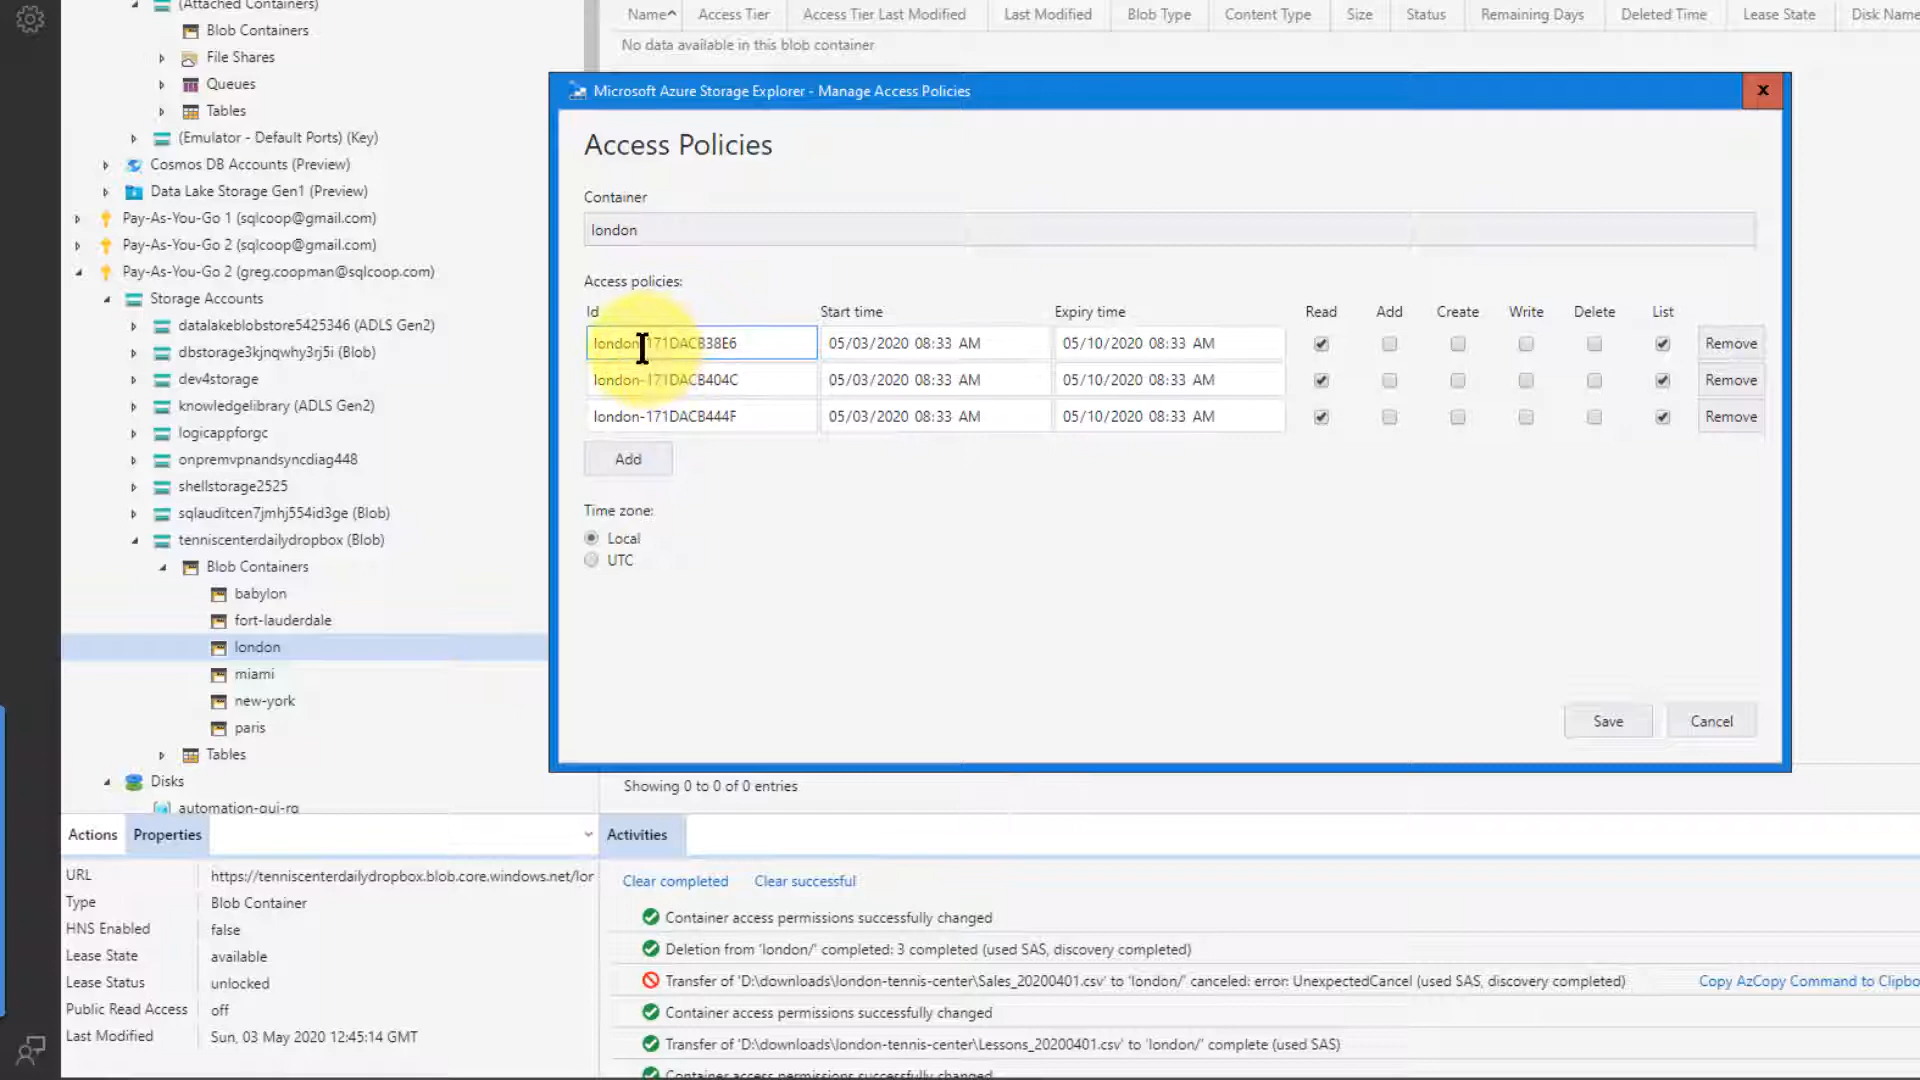 (Attached Containers)
Blob Containers
File Shares
Queues
Tables
(Emulator - Default Ports) (Key)
Cosmos DB Accounts (Preview)
Data Lake Storage Gen1 (Preview)
Pay-As-You-Go 1 (sqlcoop@gmail.com)
Pay-As-You-Go 2 (sqlcoop@gmail.com)
Pay-As-You-Go 2 (greg.coopman@sqlcoop.com)
Storage Accounts
datalakeblobstore5425346 (ADLS Gen2)
dbstorage3kjnqwhy3rj5i (Blob)
dev4storage
knowledgelibrary (ADLS Gen2)
logicappforgc
onpremvpnandsyncdiag448
shellstorage2525
sqlauditcen7jmhj554id3ge (Blob)
tenniscenterdailydropbox (Blob)
Blob Containers
babylon
fort-lauderdale
london
miami
new-york
paris
Tables
Disks
automation-gui-rg
Name Access Tier Access Tier Last Modified Last Modified Blob Type Content Type Size Status Remaining Days Deleted Time Lease State Disk Name
No data available in this blob container
Microsoft Azure Storage Explorer - Manage Access Policies x
Access Policies
Container
london
Access policies:
Id Start time Expiry time Read Add Create Write Delete List
london-171DACB38E6 05/03/2020 08:33 AM 05/10/2020 08:33 AM Remove
london-171DACB404C 05/03/2020 08:33 AM 05/10/2020 08:33 AM Remove
london-171DACB444F 05/03/2020 08:33 AM 05/10/2020 08:33 AM Remove
Add
Time zone:
Local
UTC
Save Cancel
Showing 0 to 0 of 0 entries
Actions Properties
URL https://tenniscenterdailydropbox.blob.core.windows.net/lor
Type Blob Container
HNS Enabled false
Lease State available
Lease Status unlocked
Public Read Access off
Last Modified Sun, 03 May 2020 12:45:14 GMT
Activities
Clear completed Clear successful
Container access permissions successfully changed
Deletion from 'london/' completed: 3 completed (used SAS, discovery completed)
Transfer of 'D:\downloads\london-tennis-center\Sales_20200401.csv' to 'london/' canceled: error: UnexpectedCancel (used SAS, discovery completed) Copy AzCopy Command to Clipbo
Container access permissions successfully changed
Transfer of 'D:\downloads\london-tennis-center\Lessons_20200401.csv' to 'london/' complete (used SAS)
Container access permissions successfully changed